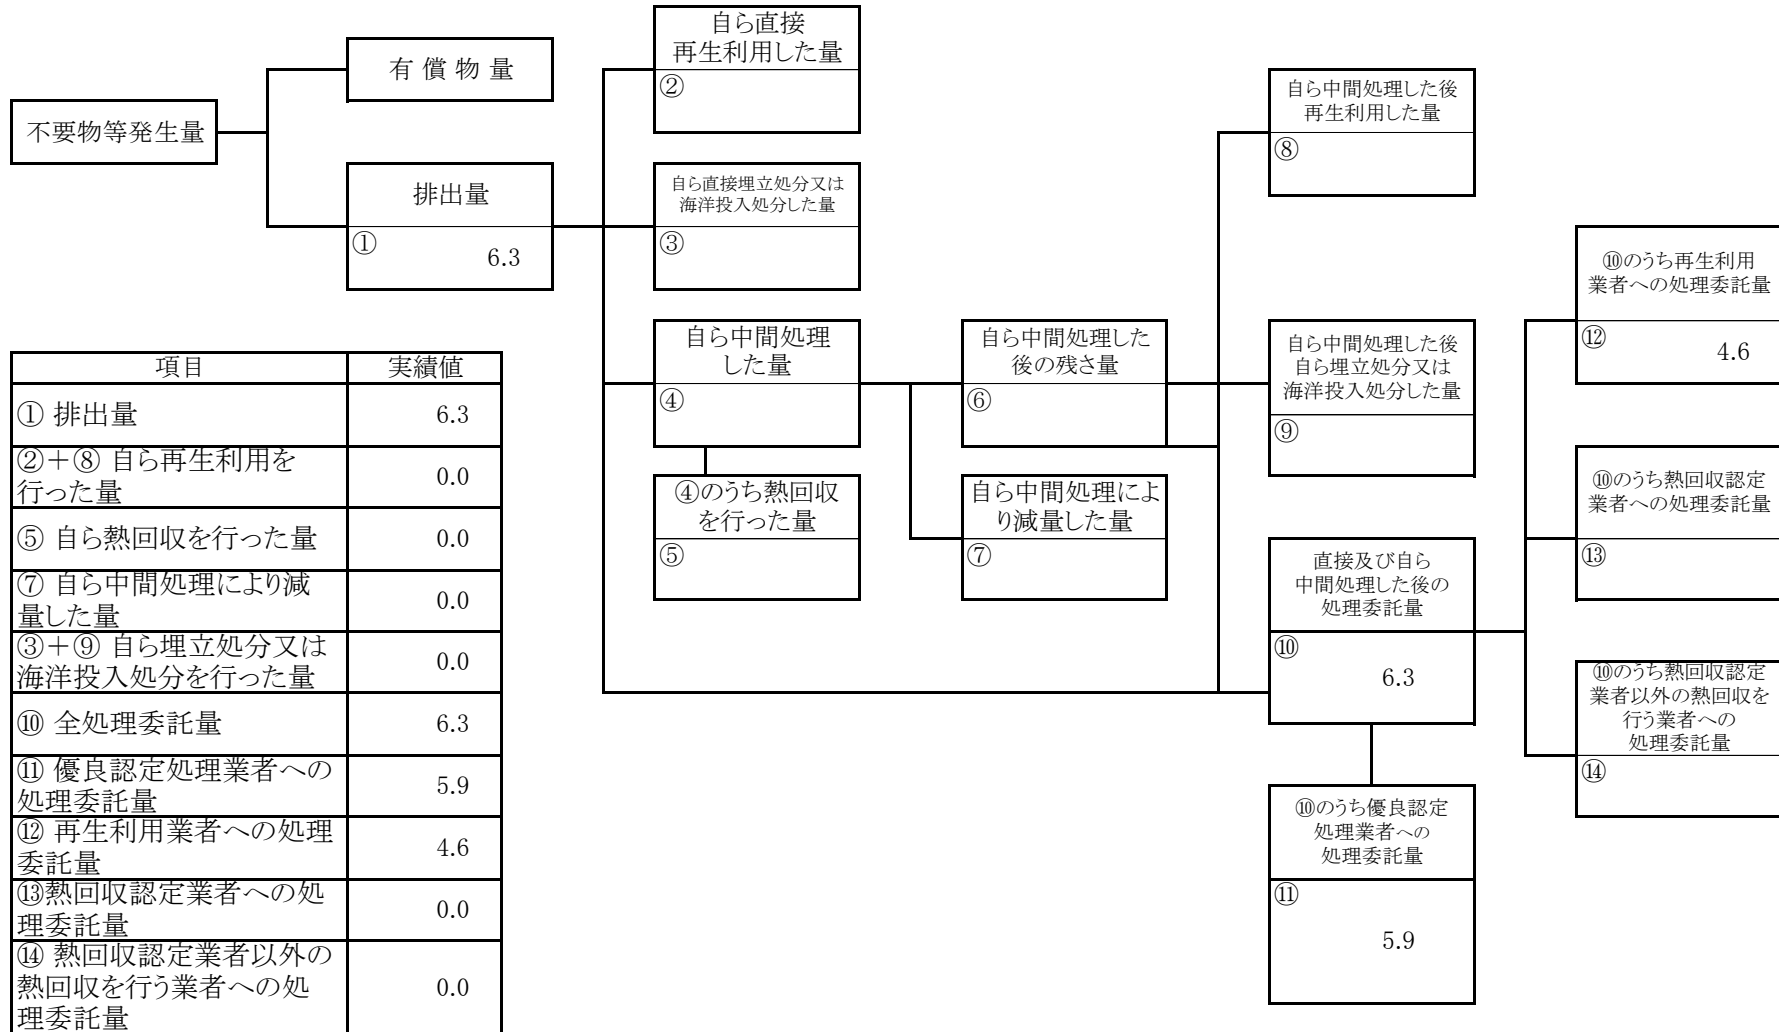 不要物等発生量
有償物量
排出量
①
6.3
自ら直接
再生利用した量
②
自ら直接埋立処分又は
海洋投入処分した量
③
自ら中間処理
した量
④
④のうち熱回収
を行った量
⑤
自ら中間処理した
後の残さ量
⑥
自ら中間処理によ
り減量した量
⑦
自ら中間処理した後
再生利用した量
⑧
自ら中間処理した後
自ら埋立処分又は
海洋投入処分した量
⑨
直接及び自ら
中間処理した後の
処理委託量
⑩
6.3
⑩のうち優良認定
処理業者への
処理委託量
⑪
5.9
⑩のうち再生利用
業者への処理委託量
⑫
4.6
⑩のうち熱回収認定
業者への処理委託量
⑬
⑩のうち熱回収認定
業者以外の熱回収を
行う業者への
処理委託量
⑭
項目 実績値
① 排出量 6.3
②+⑧ 自ら再生利用を
行った量 0.0
⑤ 自ら熱回収を行った量 0.0
⑦ 自ら中間処理により減
量した量 0.0
③+⑨ 自ら埋立処分又は
海洋投入処分を行った量 0.0
⑩ 全処理委託量 6.3
⑪ 優良認定処理業者への
処理委託量 5.9
⑫ 再生利用業者への処理
委託量 4.6
⑬熱回収認定業者への処
理委託量 0.0
⑭ 熱回収認定業者以外の
熱回収を行う業者への処
理委託量 0.0